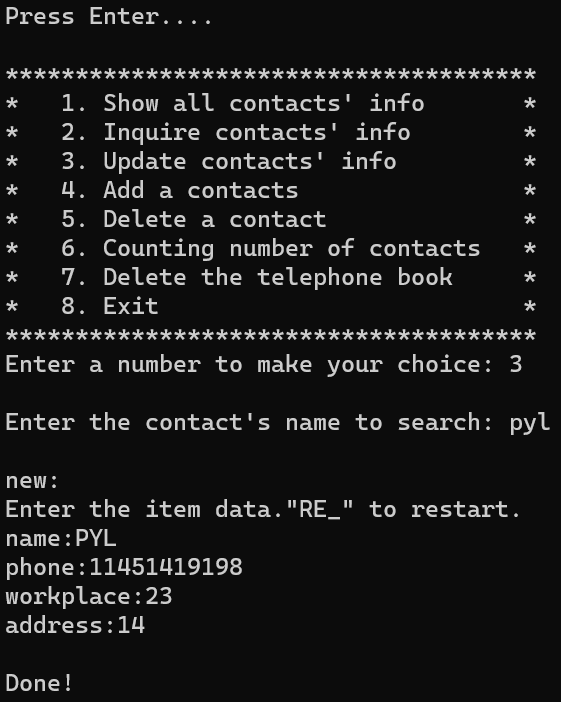 Press Enter....
**************************************
*   1. Show all contacts' info       *
*   2. Inquire contacts' info        *
*   3. Update contacts' info         *
*   4. Add a contacts                *
*   5. Delete a contact              *
*   6. Counting number of contacts   *
*   7. Delete the telephone book     *
*   8. Exit                          *
**************************************
Enter a number to make your choice: 3
Enter the contact's name to search: pyl
new:
Enter the item data."RE_" to restart.
name:PYL
phone:11451419198
workplace:23
address:14
Done!